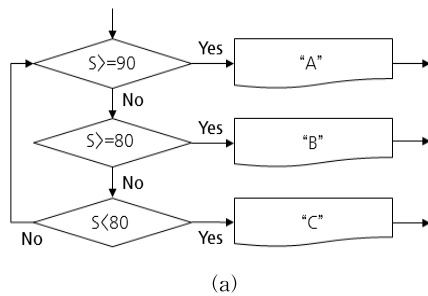 S>=90
Yes
"A"
No
S>=80
Yes
"B"
No
S<80
Yes
"C"
No
(a)